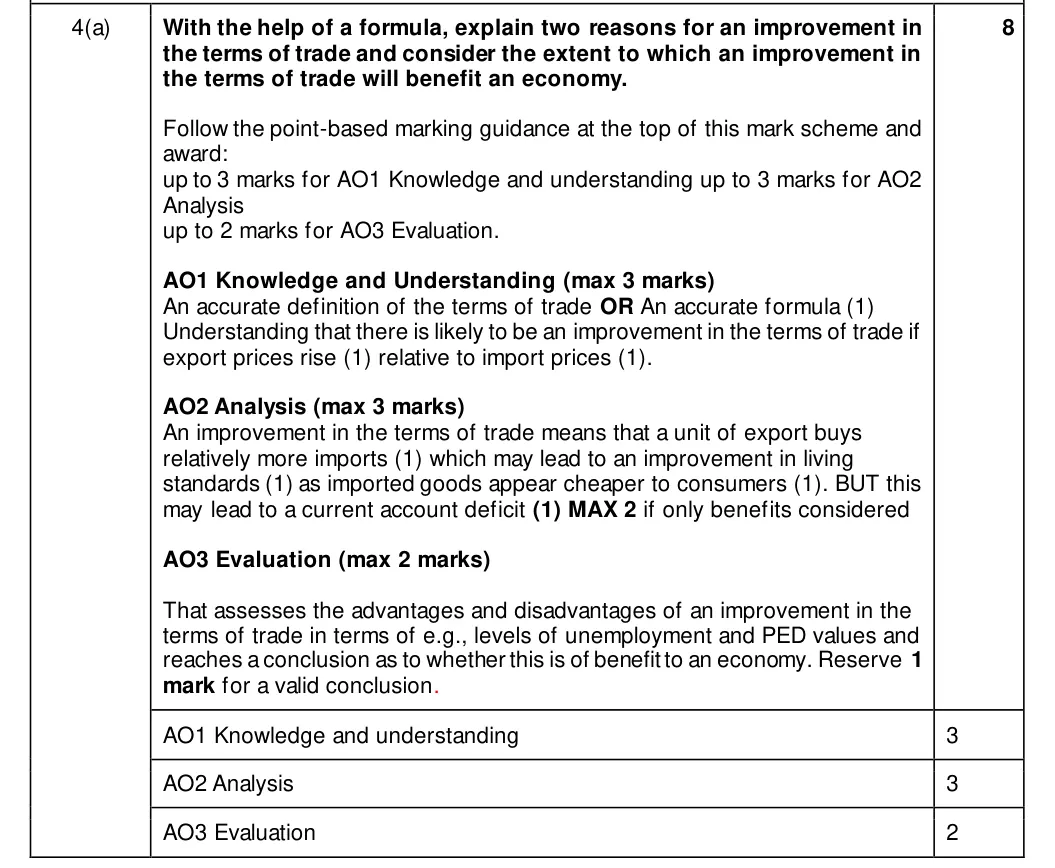 4(a)
With the help of a formula, explain two reasons for an improvement in
the terms of trade and consider the extent to which an improvement in
the terms of trade will benefit an economy.
8
Follow the point-based marking guidance at the top of this mark scheme and
award:
up to 3 marks for AO1 Knowledge and understanding up to 3 marks for AO2
Analysis
up to 2 marks for AO3 Evaluation.
AO1 Knowledge and Understanding (max 3 marks)
An accurate definition of the terms of trade OR An accurate formula (1)
Understanding that there is likely to be an improvement in the terms of trade if
export prices rise (1) relative to import prices (1).
AO2 Analysis (max 3 marks)
An improvement in the terms of trade means that a unit of export buys
relatively more imports (1) which may lead to an improvement in living
standards (1) as imported goods appear cheaper to consumers (1). BUT this
may lead to a current account deficit (1) MAX 2 if only benefits considered
AO3 Evaluation (max 2 marks)
That assesses the advantages and disadvantages of an improvement in the
terms of trade in terms of e.g., levels of unemployment and PED values and
reaches a conclusion as to whether this is of benefit to an economy. Reserve 1
mark for a valid conclusion.
AO1 Knowledge and understanding 3
AO2 Analysis 3
AO3 Evaluation 2